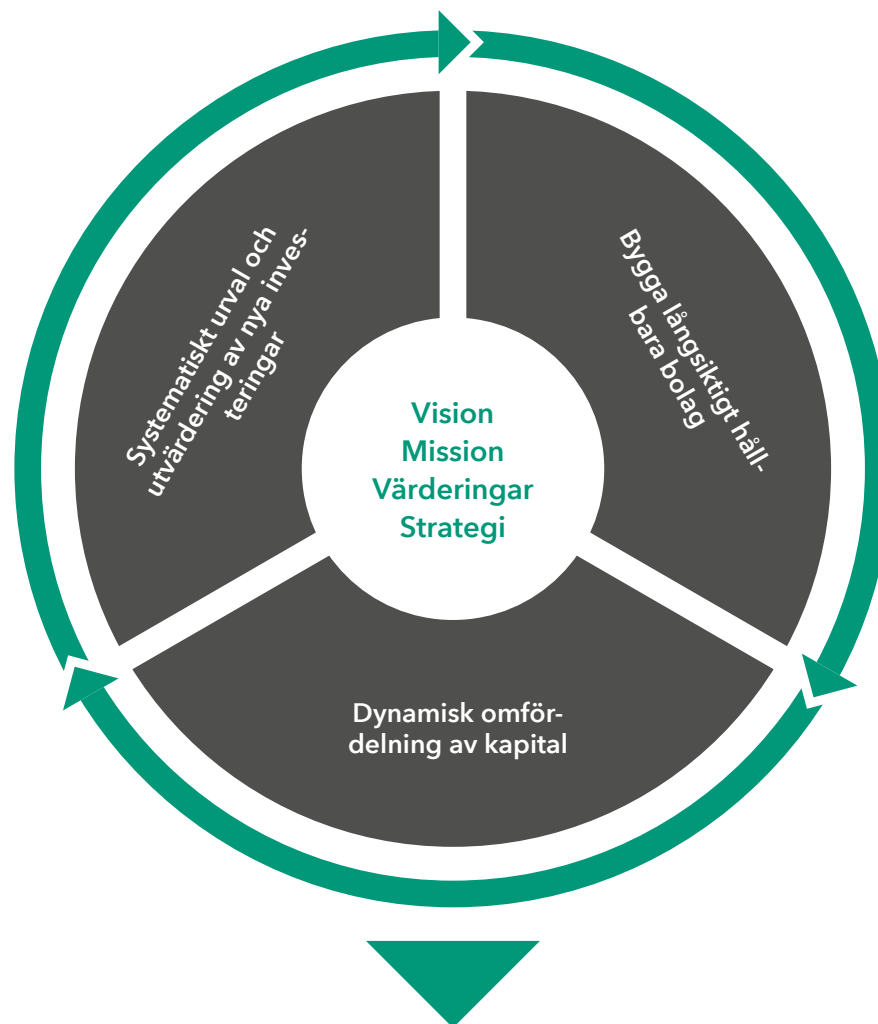 Systematiskt urval och
utvärdering av nya inves-
teringar
Bygga långsiktigt håll-
bara bolag
Vision
Mission
Värderingar
Strategi
Dynamisk omför-
delning av kapital